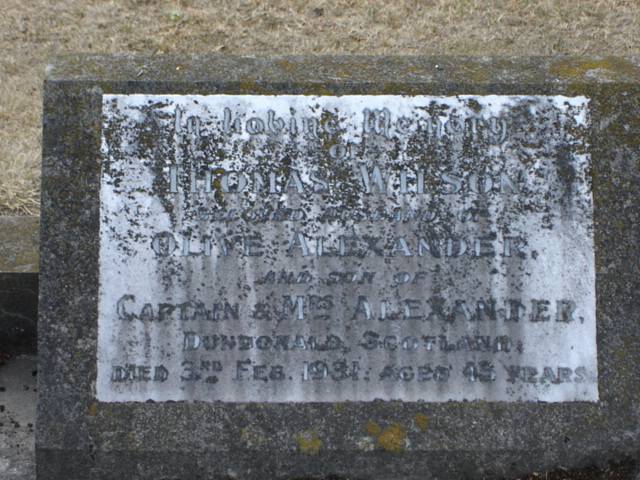 In Loving Memory
of
Thomas Wilson
beloved husband of
Olive Alexander,
and son of
Captain & Mrs Alexander,
Dundonald, Scotland,
Died 3rd Feb. 1931: aged 43 years